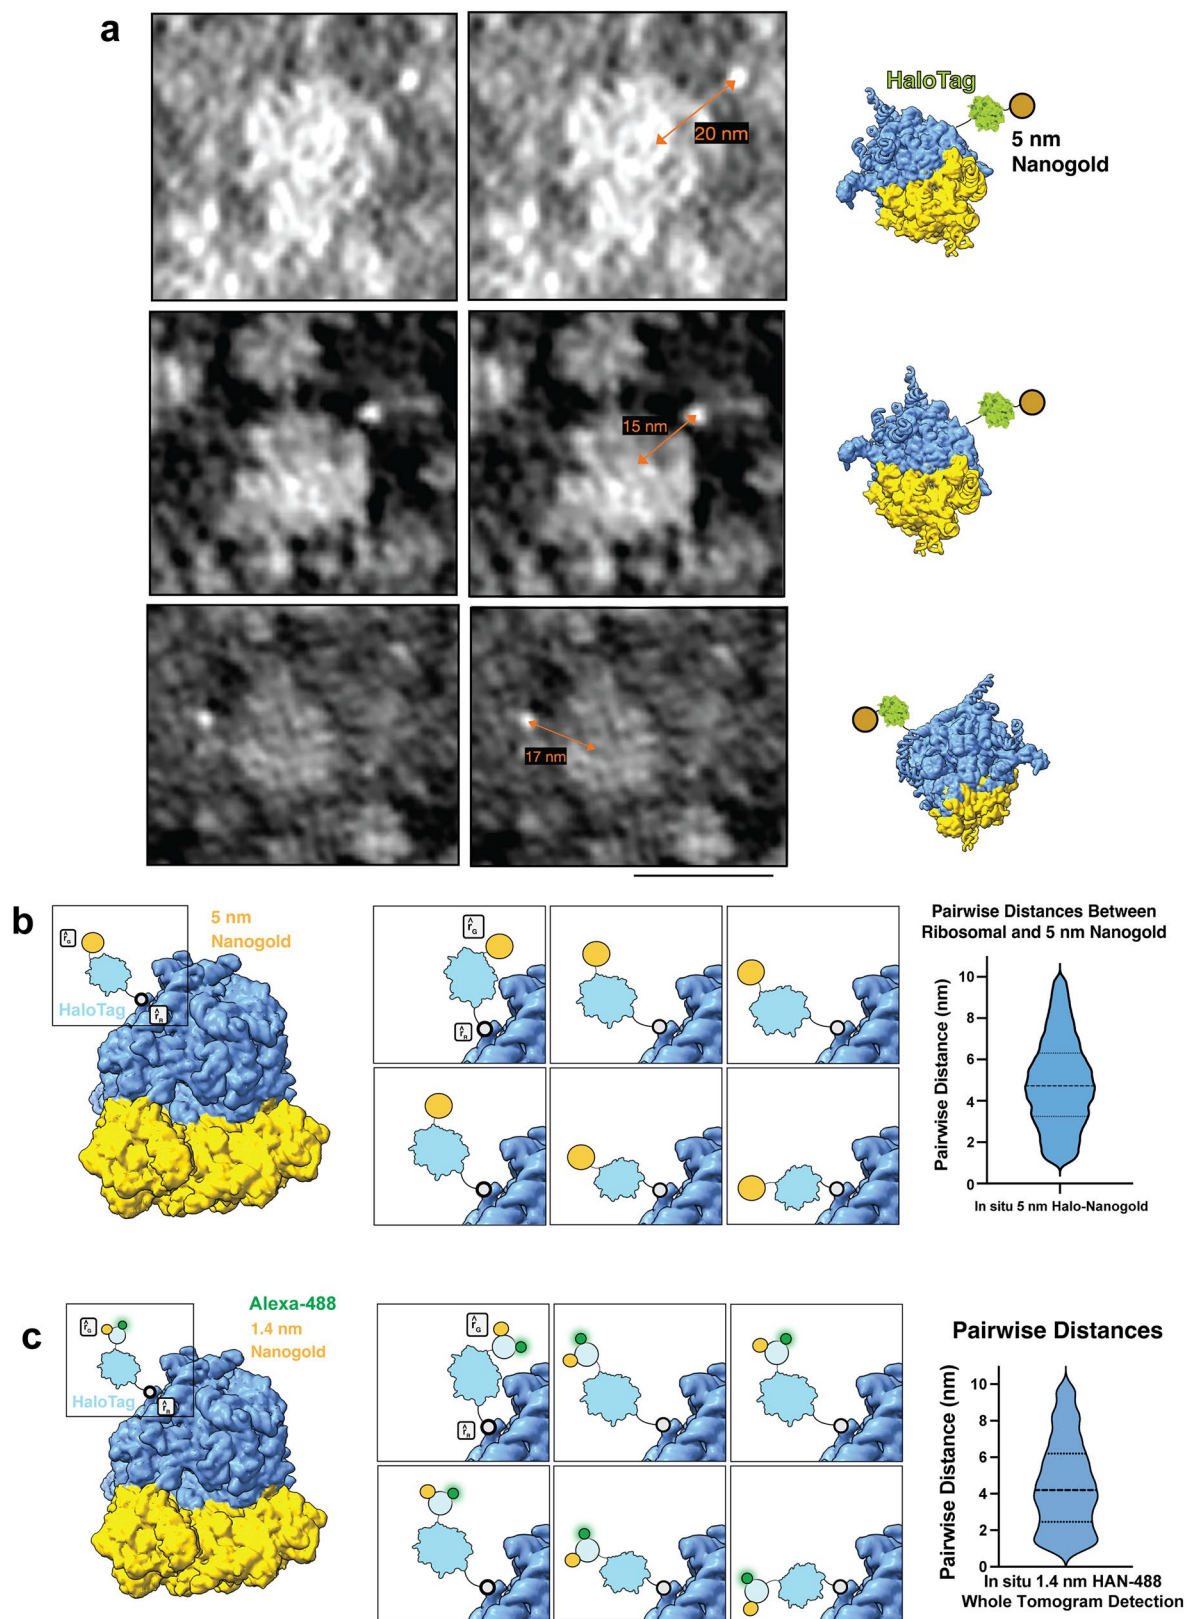 a
20 nm
HaloTag
5 nm
Nanogold
15 nm
17 nm
b
r̂G
5 nm
Nanogold
HaloTag
r̂R
r̂G
r̂R
Pairwise Distances Between
Ribosomal and 5 nm Nanogold
Pairwise Distance (nm)
10
8
6
4
2
0
In situ 5 nm Halo-Nanogold
c
Alexa-488
r̂G
1.4 nm
Nanogold
HaloTag
r̂R
r̂G
r̂R
Pairwise Distances
Pairwise Distance (nm)
10
8
6
4
2
0
In situ 1.4 nm HAN-488
Whole Tomogram Detection